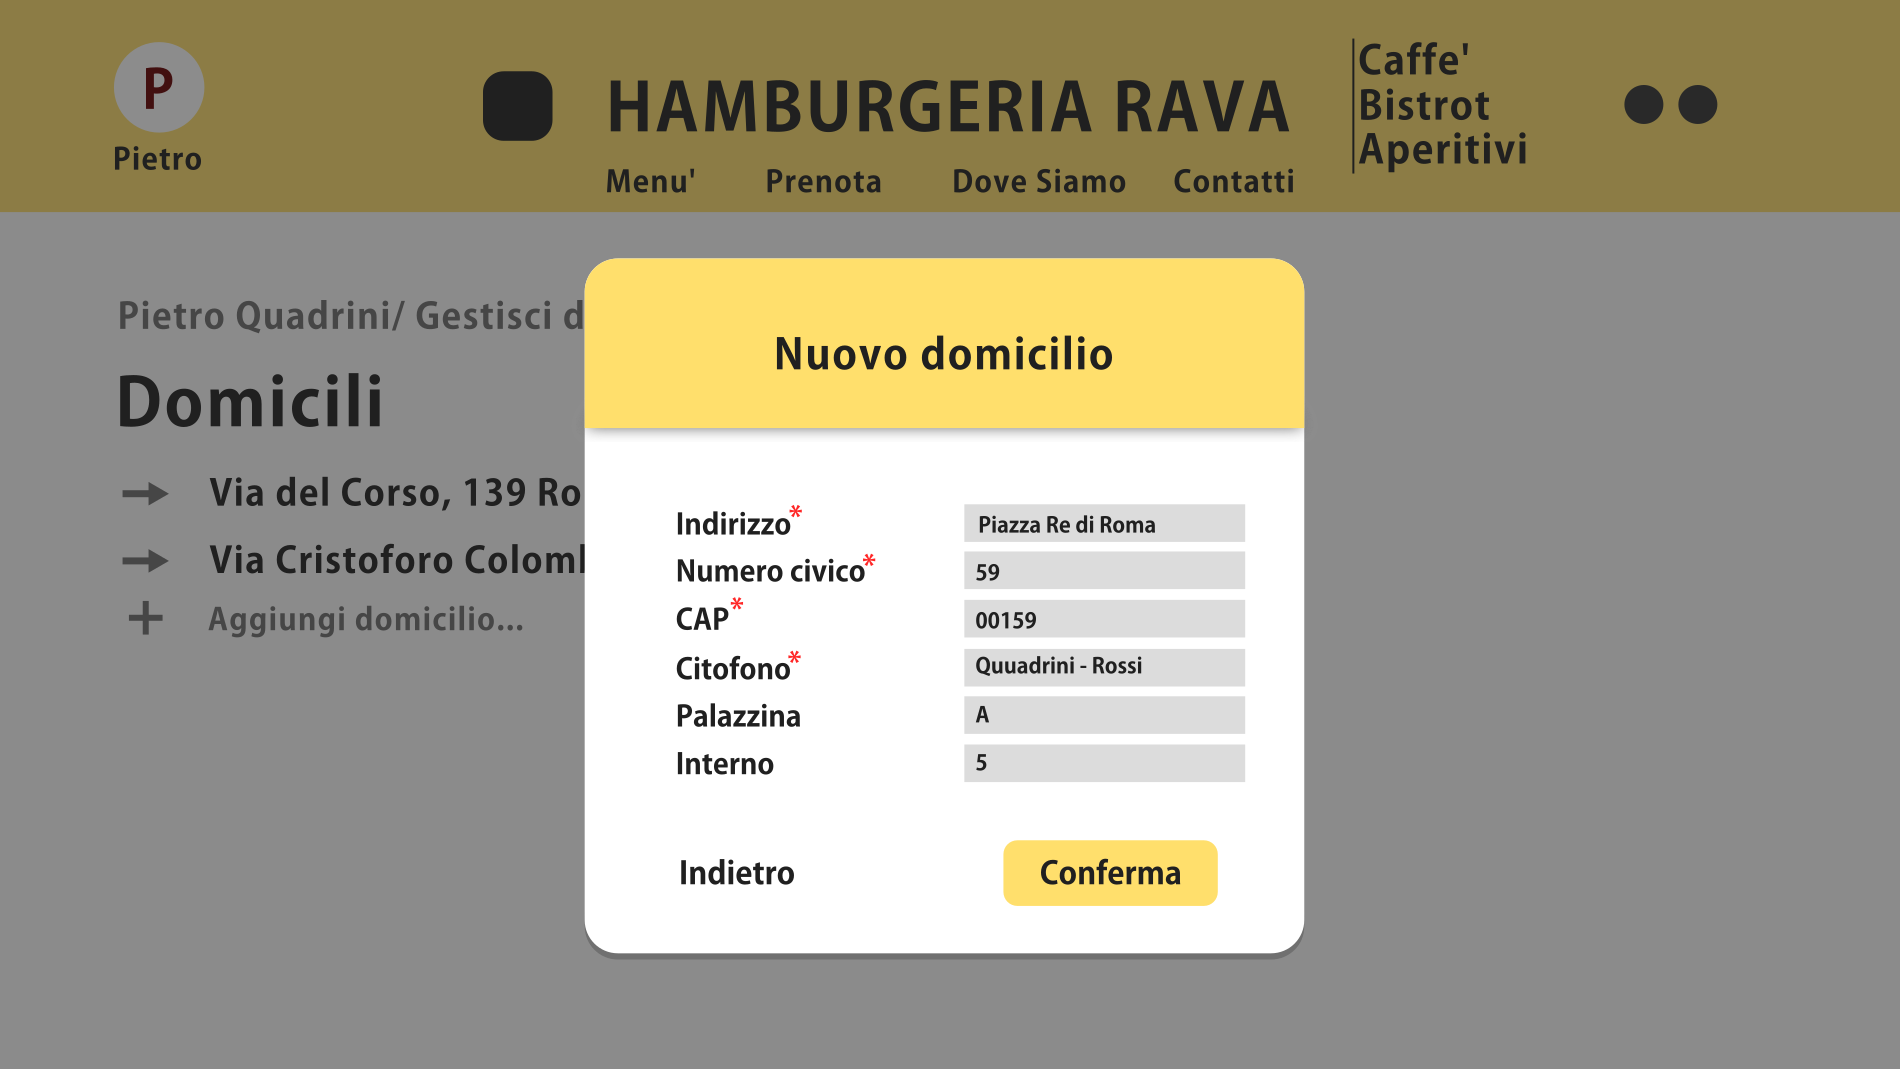 P
Pietro
HAMBURGERIA RAVA
Caffe'
Bistrot
Aperitivi
Menu' Prenota Dove Siamo Contatti
Pietro Quadrini/ Gestisci
Domicili
Via del Corso, 139
Via Cristoforo
Aggiungi domicilio...
Nuovo domicilio
Indirizzo* Piazza Re di Roma
Numero civico* 59
CAP* 00159
Citofono* Quuadrini - Rossi
Palazzina A
Interno 5
Indietro Conferma